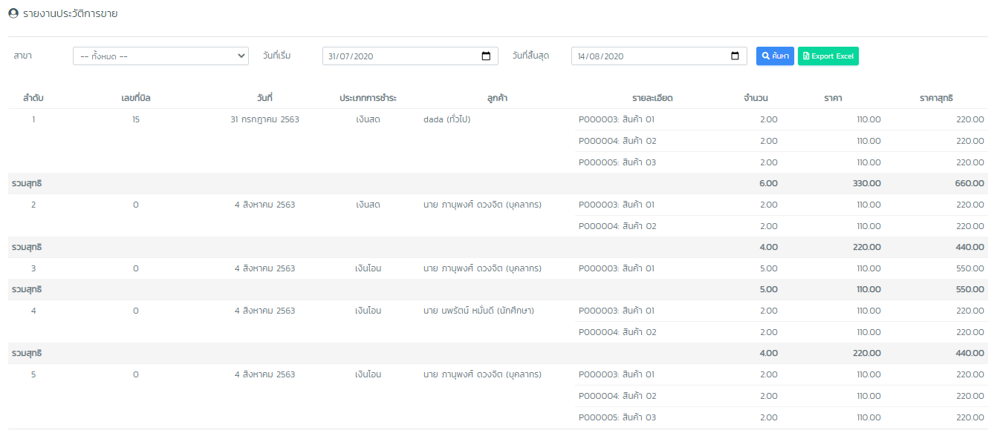 รายงานประวัติการขาย
สาขา -- ทั้งหมด -- วันที่เริ่ม 31/07/2020 วันที่สิ้นสุด 14/08/2020 ค้นหา Export Excel
ลำดับ เลขที่บิล วันที่ ประเภทการชำระ ลูกค้า รายละเอียด จำนวน ราคา ราคาสุทธิ
1 15 31 กรกฎาคม 2563 เงินสด dada (ทั่วไป) P000003: สินค้า 01 2.00 110.00 220.00
P000004: สินค้า 02 2.00 110.00 220.00
P000005: สินค้า 03 2.00 110.00 220.00
รวมสุทธิ 6.00 330.00 660.00
2 0 4 สิงหาคม 2563 เงินสด นาย ภานุพงศ์ ดวงจิต (บุคลากร) P000003: สินค้า 01 2.00 110.00 220.00
P000004: สินค้า 02 2.00 110.00 220.00
รวมสุทธิ 4.00 220.00 440.00
3 0 4 สิงหาคม 2563 เงินโอน นาย ภานุพงศ์ ดวงจิต (บุคลากร) P000003: สินค้า 01 5.00 110.00 550.00
รวมสุทธิ 5.00 110.00 550.00
4 0 4 สิงหาคม 2563 เงินโอน นาย นพรัตน์ หมั่นดี (นักศึกษา) P000003: สินค้า 01 2.00 110.00 220.00
P000004: สินค้า 02 2.00 110.00 220.00
รวมสุทธิ 4.00 220.00 440.00
5 0 4 สิงหาคม 2563 เงินโอน นาย ภานุพงศ์ ดวงจิต (บุคลากร) P000003: สินค้า 01 2.00 110.00 220.00
P000004: สินค้า 02 2.00 110.00 220.00
P000005: สินค้า 03 2.00 110.00 220.00